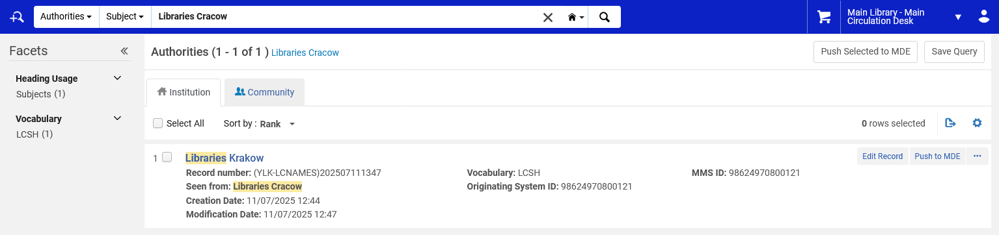 Authorities Subject Libraries Cracow Main Library - Main Circulation Desk
Facets
Heading Usage
Subjects (1)
Vocabulary
LCSH (1)
Authorities (1 - 1 of 1 ) Libraries Cracow Push Selected to MDE Save Query
Institution Community
Select All Sort by : Rank 0 rows selected
1 Libraries Krakow Edit Record Push to MDE ...
Record number: (YLK-LCNAMES)202507111347 Vocabulary: LCSH MMS ID: 98624970800121
Seen from: Libraries Cracow Originating System ID: 98624970800121
Creation Date: 11/07/2025 12:44
Modification Date: 11/07/2025 12:47